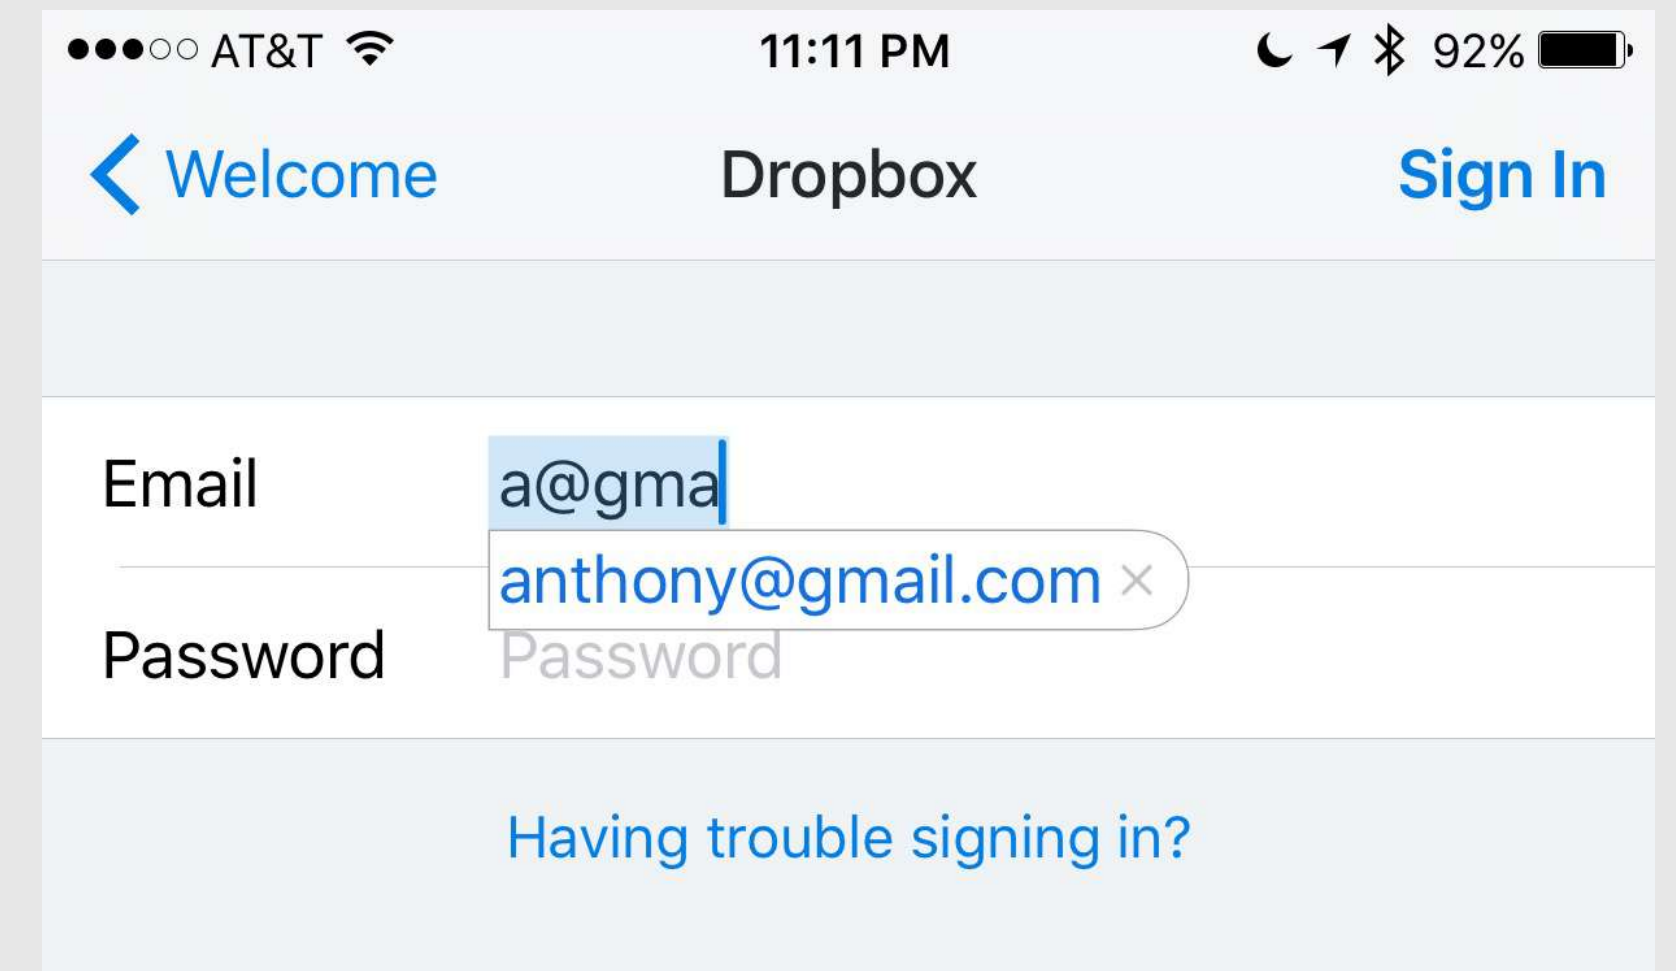 AT&T 11:11 PM 92%
Welcome Dropbox Sign In
Email a@gma
anthony@gmail.com ×
Password Password
Having trouble signing in?